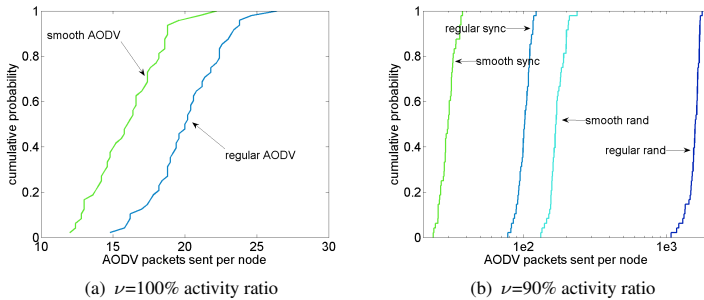 1
0.8
0.6
0.4
0.2
0
cumulative probability
smooth AODV
regular AODV
10 15 20 25 30
AODV packets sent per node
(a) ν=100% activity ratio
1
0.8
0.6
0.4
0.2
0
cumulative probability
regular sync
smooth sync
smooth rand
regular rand
1e2 1e3
AODV packets sent per node
(b) ν=90% activity ratio